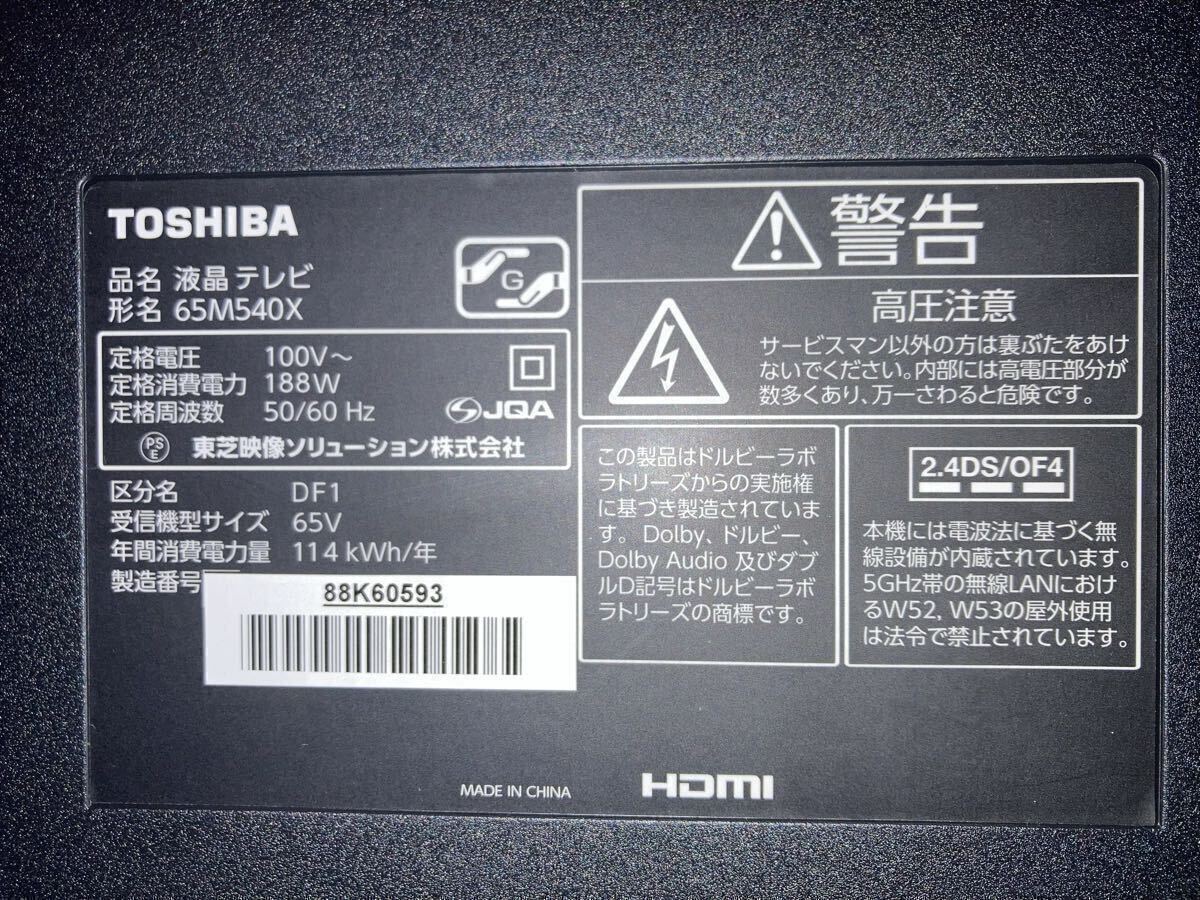 TOSHIBA
品名 液晶テレビ
形名 65M540X
G
定格電圧 100V～
定格消費電力 188W
定格周波数 50/60 Hz
JQA
PS
E
東芝映像ソリューション株式会社
区分名 DF1
受信機型サイズ 65V
年間消費電力量 114 kWh/年
製造番号
88K60593
MADE IN CHINA
HDMI
警告
高圧注意
サービスマン以外の方は裏ぶたをあけ
ないでください。内部には高電圧部分が
数多くあり、万一さわると危険です。
この製品はドルビーラボ
ラトリーズからの実施権
に基づき製造されていま
す。Dolby、ドルビー、
Dolby Audio 及びダブ
ルD記号はドルビーラボ
ラトリーズの商標です。
2.4DS/OF4
本機には電波法に基づく無
線設備が内蔵されています。
5GHz帯の無線LANにおけ
るW52, W53の屋外使用
は法令で禁止されています。